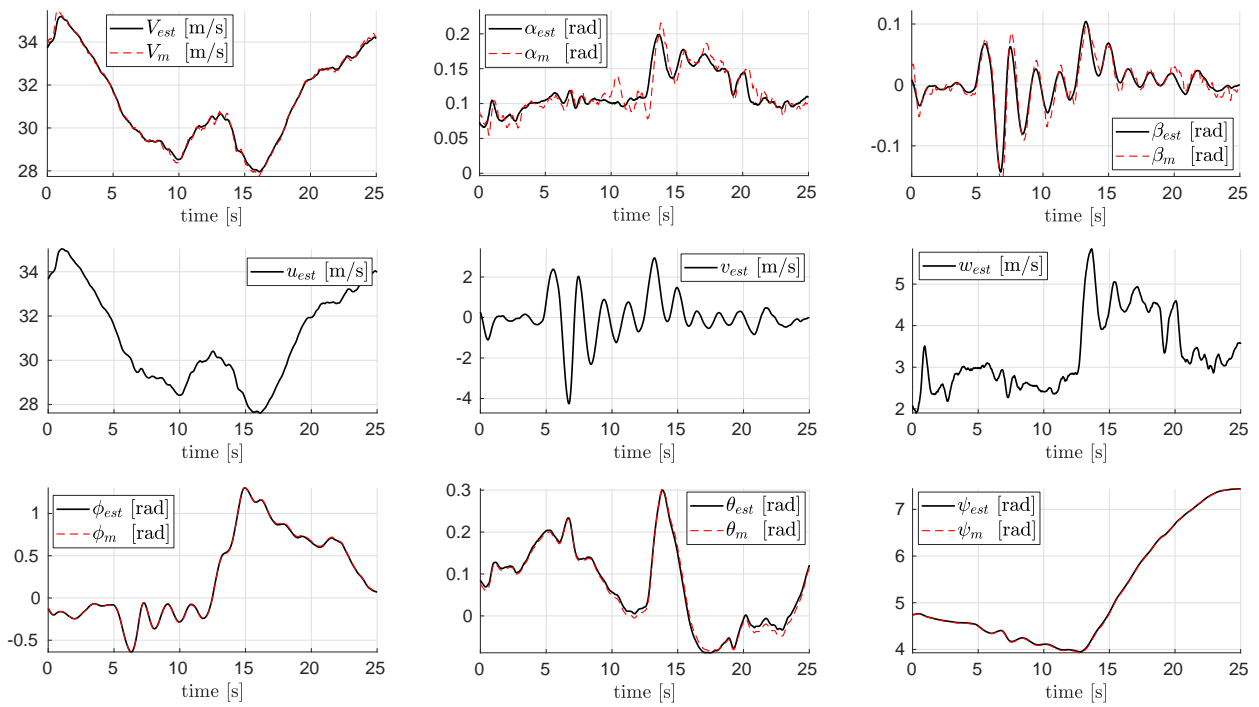 34
32
30
28
0 5 10 15 20 25
time [s]
V_est [m/s]
V_m [m/s]
0.2
0.15
0.1
0.05
0
0 5 10 15 20 25
time [s]
α_est [rad]
α_m [rad]
0.1
0
-0.1
0 5 10 15 20 25
time [s]
β_est [rad]
β_m [rad]
34
32
30
28
0 5 10 15 20 25
time [s]
u_est [m/s]
2
0
-2
-4
0 5 10 15 20 25
time [s]
v_est [m/s]
5
4
3
2
0 5 10 15 20 25
time [s]
w_est [m/s]
1
0.5
0
-0.5
0 5 10 15 20 25
time [s]
ϕ_est [rad]
ϕ_m [rad]
0.3
0.2
0.1
0
0 5 10 15 20 25
time [s]
θ_est [rad]
θ_m [rad]
7
6
5
4
0 5 10 15 20 25
time [s]
ψ_est [rad]
ψ_m [rad]